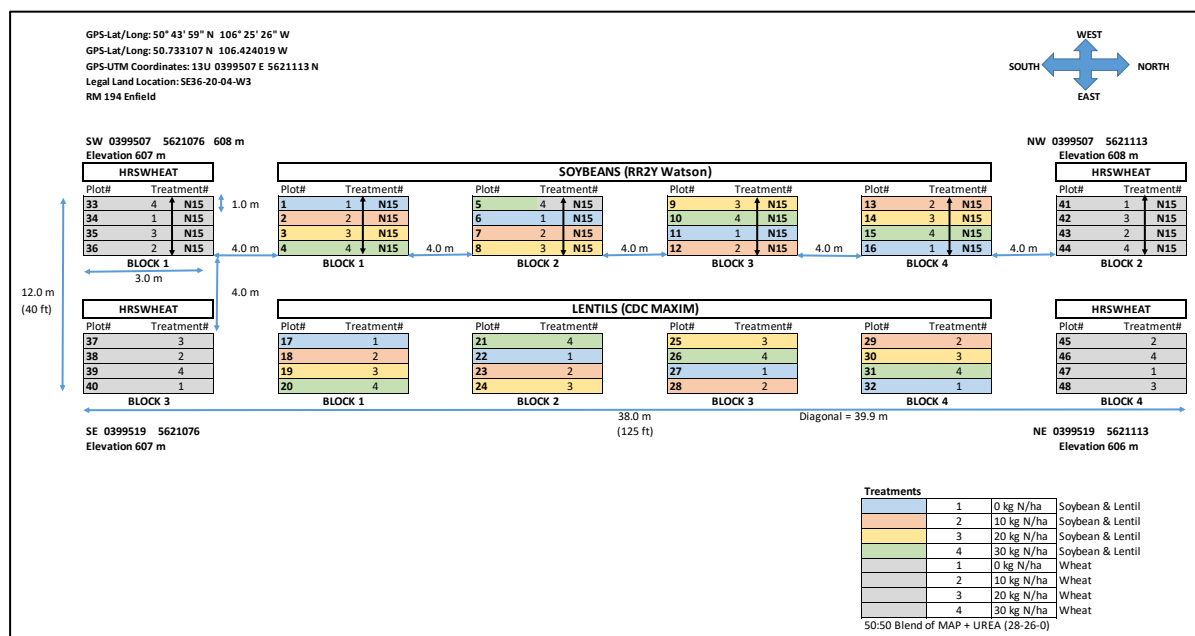 GPS-Lat/Long: 50° 43' 59" N 106° 25' 26" W
GPS-Lat/Long: 50.733107 N 106.424019 W
GPS-UTM Coordinates: 13U 0399507 E 5621113 N
Legal Land Location: SE36-20-04-W3
RM 194 Enfield
WEST
SOUTH NORTH
EAST
SW 0399507 5621076 608 m NW 0399507 5621113
Elevation 607 m Elevation 608 m
HRSWHEAT SOYBEANS (RR2Y Watson) HRSWHEAT
Plot# Treatment# Plot# Treatment# Plot# Treatment# Plot# Treatment# Plot# Treatment# Plot# Treatment#
33 4 N15 1.0 m 1 1 N15 5 4 N15 9 3 N15 13 2 N15 41 1 N15
34 1 N15 2 2 N15 6 1 N15 10 4 N15 14 3 N15 42 3 N15
35 3 N15 3 3 N15 7 2 N15 11 1 N15 15 4 N15 43 2 N15
36 2 N15 4.0 m 4 4 N15 4.0 m 8 3 N15 4.0 m 12 2 N15 4.0 m 16 1 N15 4.0 m 44 4 N15
BLOCK 1 BLOCK 1 BLOCK 2 BLOCK 3 BLOCK 4 BLOCK 2
3.0 m
12.0 m 4.0 m
(40 ft)
HRSWHEAT LENTILS (CDC MAXIM) HRSWHEAT
Plot# Treatment# Plot# Treatment# Plot# Treatment# Plot# Treatment# Plot# Treatment# Plot# Treatment#
37 3 17 1 21 4 25 3 29 2 45 2
38 2 18 2 22 1 26 4 30 3 46 4
39 4 19 3 23 2 27 1 31 4 47 1
40 1 20 4 24 3 28 2 32 1 48 3
BLOCK 3 BLOCK 1 BLOCK 2 BLOCK 3 BLOCK 4 BLOCK 4
38.0 m Diagonal = 39.9 m
(125 ft)
SE 0399519 5621076 NE 0399519 5621113
Elevation 607 m Elevation 606 m
Treatments
1 0 kg N/ha Soybean & Lentil
2 10 kg N/ha Soybean & Lentil
3 20 kg N/ha Soybean & Lentil
4 30 kg N/ha Soybean & Lentil
1 0 kg N/ha Wheat
2 10 kg N/ha Wheat
3 20 kg N/ha Wheat
4 30 kg N/ha Wheat
50:50 Blend of MAP + UREA (28-26-0)